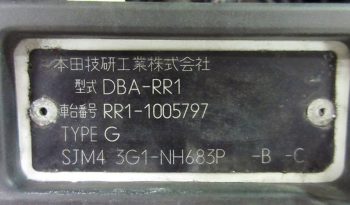 本田技研工業株式会社
型式 DBA-RR1
車台番号 RR1-1005797
TYPE G
SJM4 3G1-NH683P -B -C